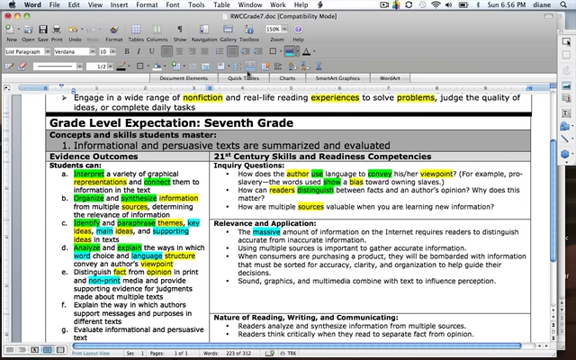 Word File Edit View Insert Format Font Tools Table Window Work Help Sun 6:56 PM diane
RWCGrade7.doc [Compatibility Mode]
150%
New Open Save Print Undo Redo Format Tables Columns Show Navigation Gallery Toolbox Zoom Help
List Paragraph Verdana 10
1/2
Document Elements Quick Tables Charts SmartArt Graphics WordArt
Engage in a wide range of nonfiction and real-life reading experiences to solve problems, judge the quality of
ideas, or complete daily tasks
Grade Level Expectation: Seventh Grade
Concepts and skills students master:
1. Informational and persuasive texts are summarized and evaluated
Evidence Outcomes
Students can:
a. Interpret a variety of graphical
representations and connect them to
information in the text
b. Organize and synthesize information
from multiple sources, determining
the relevance of information
c. Identify and paraphrase themes, key
ideas, main ideas, and supporting
ideas in texts
d. Analyze and explain the ways in which
word choice and language structure
convey an author's viewpoint
e. Distinguish fact from opinion in print
and non-print media and provide
supporting evidence for judgments
made about multiple texts
f. Explain the way in which authors
support messages and purposes in
different texts
g. Evaluate informational and persuasive
text
21st Century Skills and Readiness Competencies
Inquiry Questions:
• How does the author use language to convey his/her viewpoint? (For example, pro-
slavery—the words used show a bias toward owning slaves.)
• How can readers distinguish between facts and an author's opinion? Why does this
matter?
• How are multiple sources valuable when you are learning new information?
Relevance and Application:
• The massive amount of information on the Internet requires readers to distinguish
accurate from inaccurate information.
• Using multiple sources is important to gather accurate information.
• When consumers are purchasing a product, they will be bombarded with information
that must be sorted for accuracy, clarity, and organization to help guide their
decisions.
• Sound, graphics, and multimedia combine with text to influence perception.
Nature of Reading, Writing, and Communicating:
• Readers analyze and synthesize information from multiple sources.
• Readers think critically when they read to separate fact from opinion.
Print Layout View Sec 1 Pages: 1 of 1 Words: 223 of 312 TRK